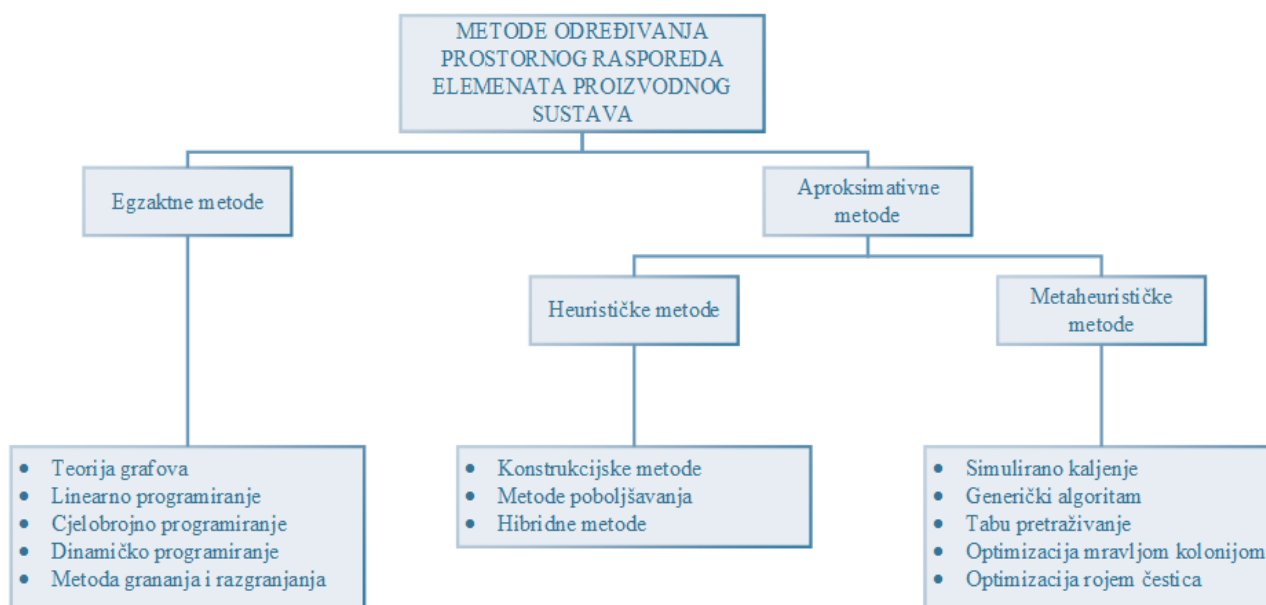 METODE ODREĐIVANJA
PROSTORNOG RASPOREDA
ELEMENATA PROIZVODNOG
SUSTAVA
Egzaktne metode
Aproksimativne
metode
Heurističke metode
Metaheurističke
metode
• Teorija grafova
• Linearno programiranje
• Cjelobrojno programiranje
• Dinamičko programiranje
• Metoda grananja i razgranjanja
• Konstrukcijske metode
• Metode poboljšavanja
• Hibridne metode
• Simulirano kaljenje
• Generički algoritam
• Tabu pretraživanje
• Optimizacija mravljom kolonijom
• Optimizacija rojem čestica